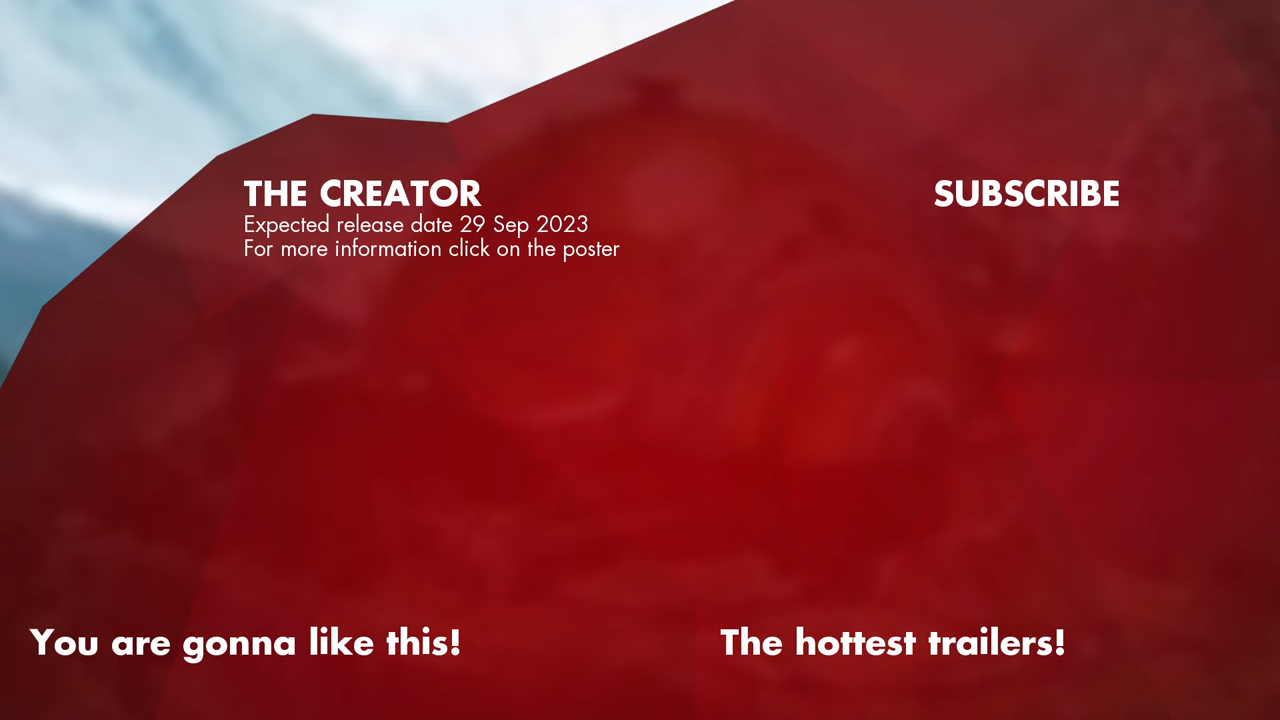 THE CREATOR
Expected release date 29 Sep 2023
For more information click on the poster
SUBSCRIBE
You are gonna like this!
The hottest trailers!